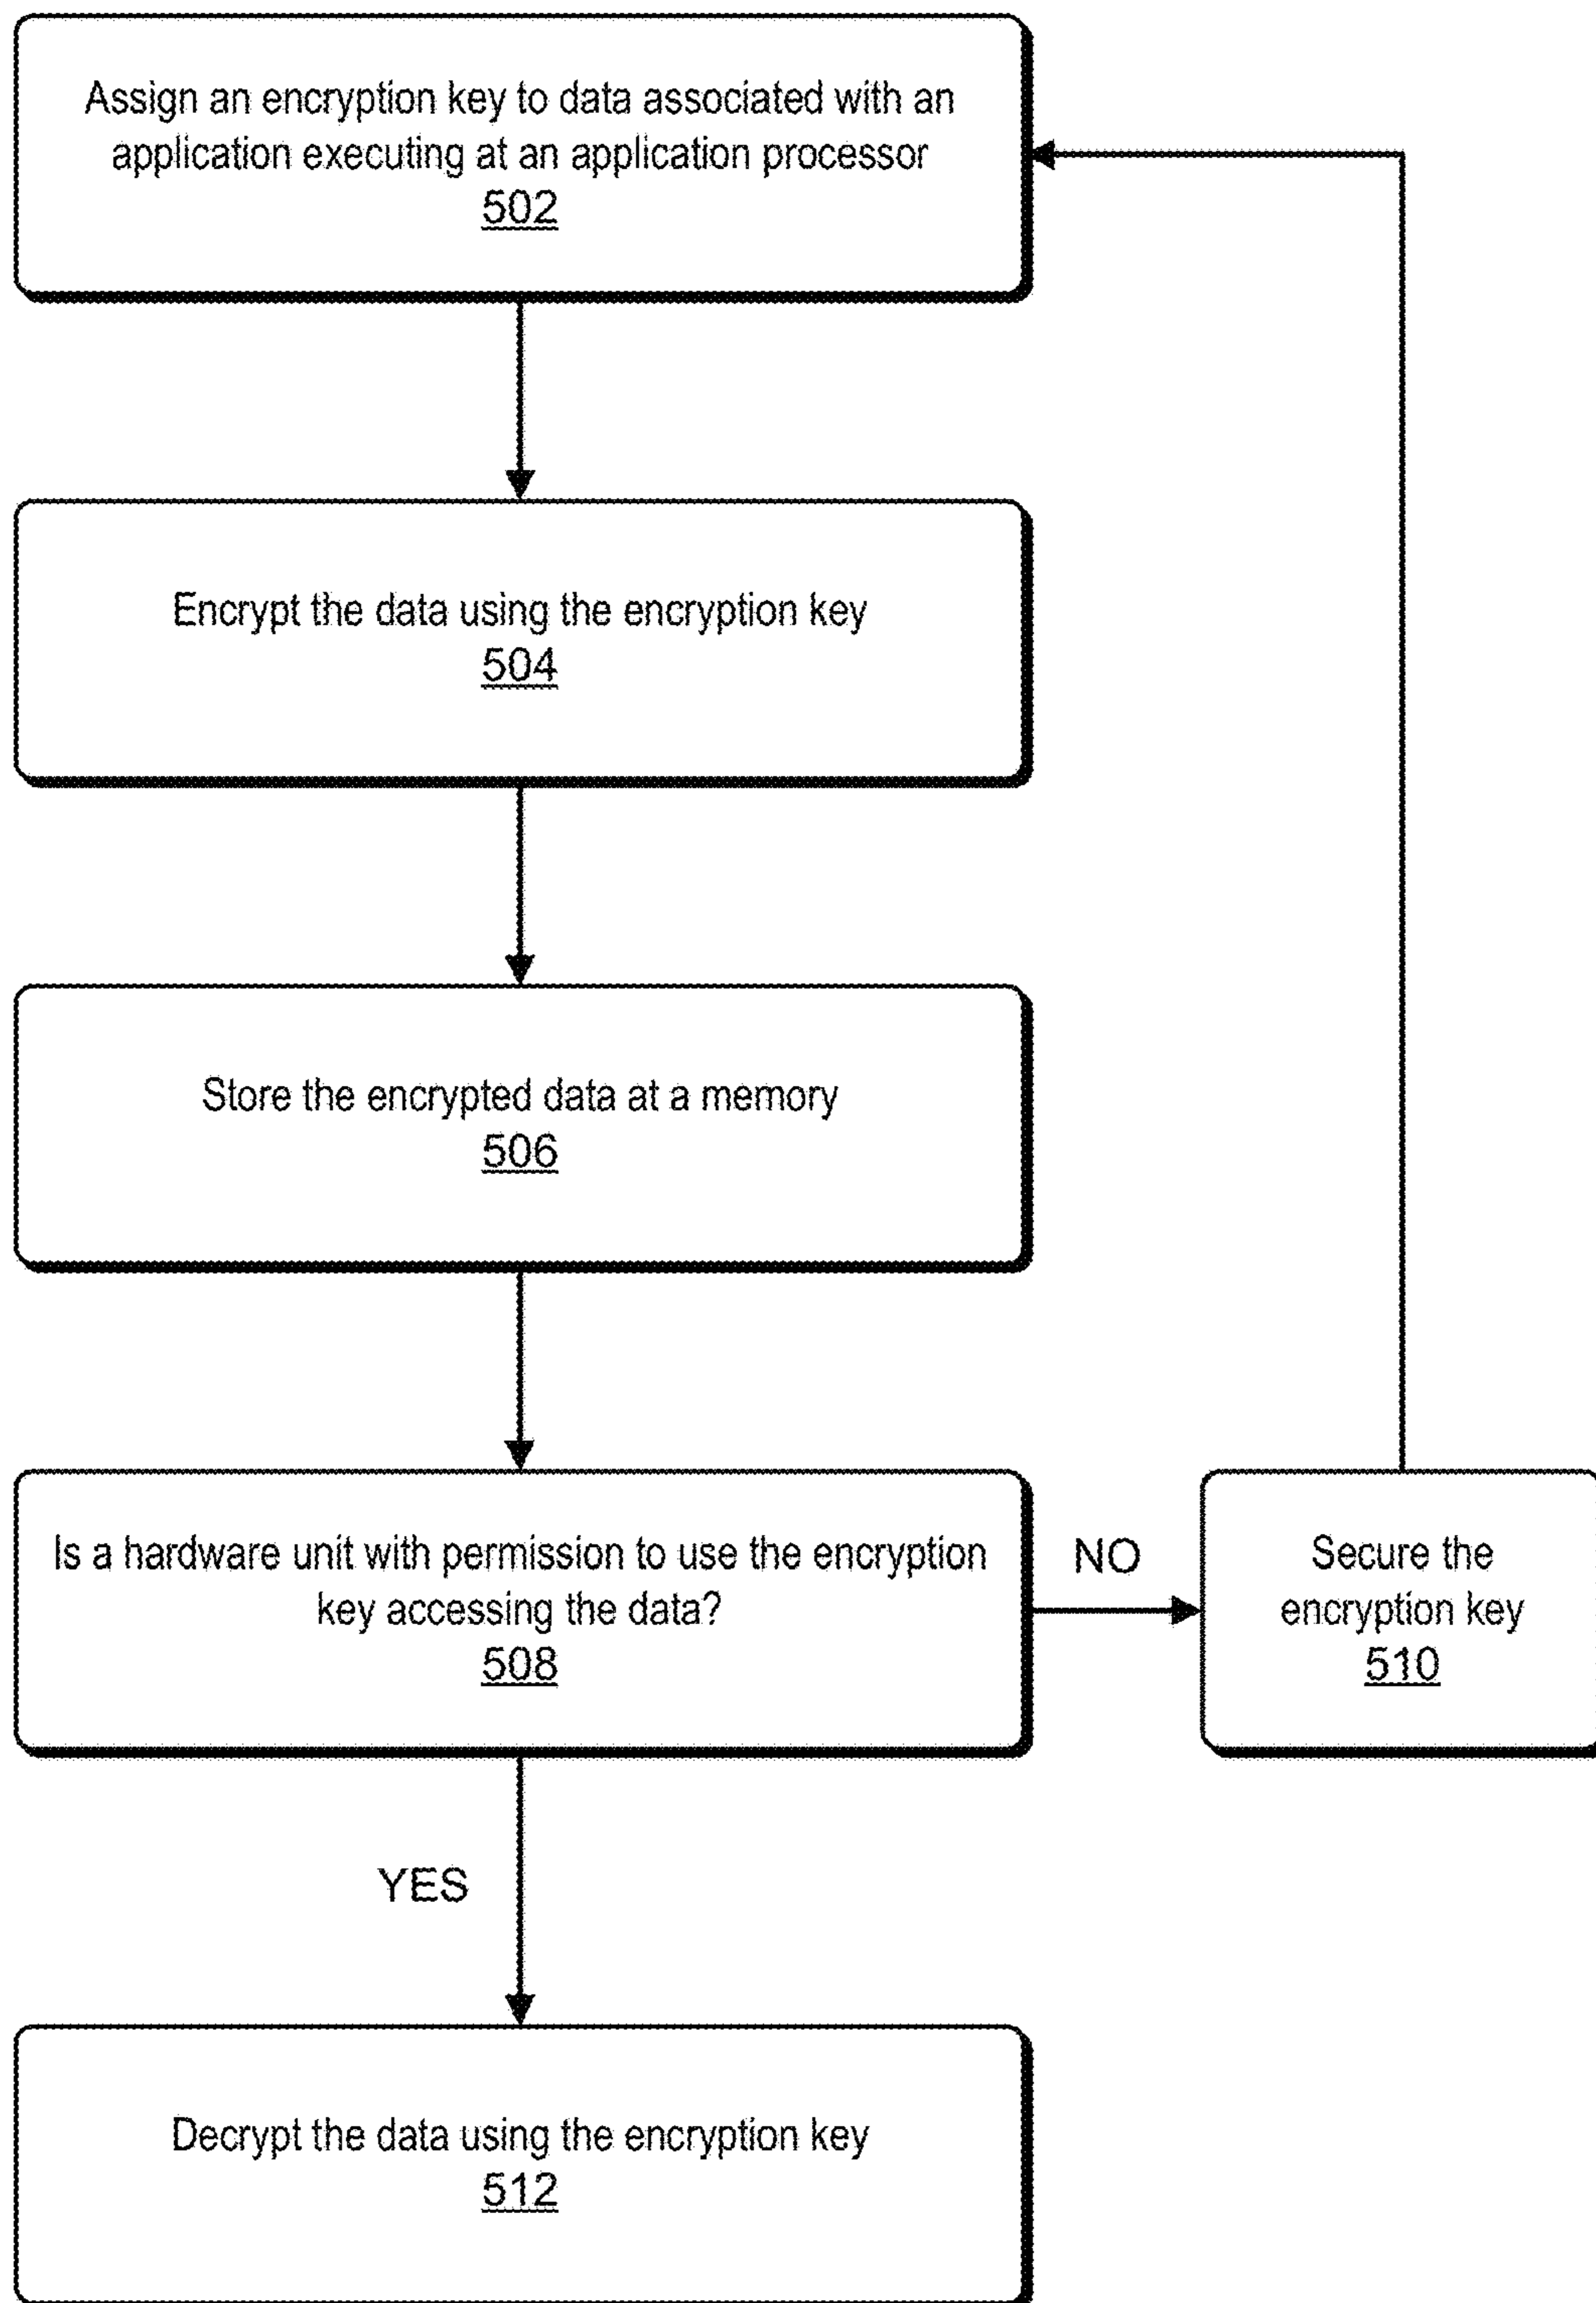 Assign an encryption key to data associated with an
application executing at an application processor
502
Encrypt the data using the encryption key
504
Store the encrypted data at a memory
506
Is a hardware unit with permission to use the encryption
key accessing the data?
508
NO
Secure the
encryption key
510
YES
Decrypt the data using the encryption key
512